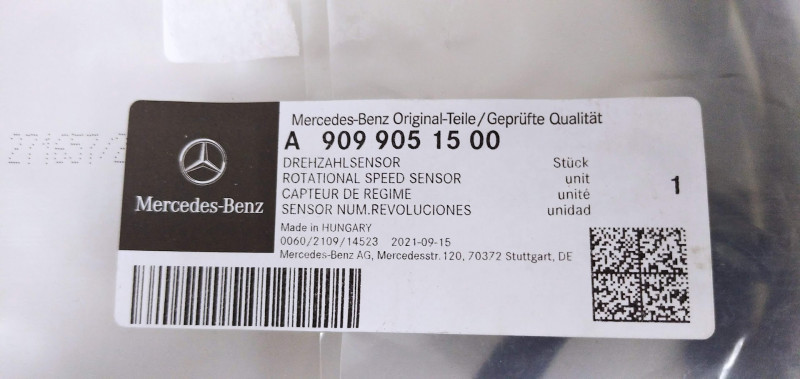 Mercedes-Benz Original-Teile/Geprüfte Qualität
A 909 905 15 00
DREHZAHLSENSOR Stück
ROTATIONAL SPEED SENSOR unit
CAPTEUR DE REGIME unité
SENSOR NUM.REVOLUCIONES unidad
1
Mercedes-Benz
Made in HUNGARY
0060/2109/14523 2021-09-15
Mercedes-Benz AG, Mercedesstr.120, 70372 Stuttgart, DE